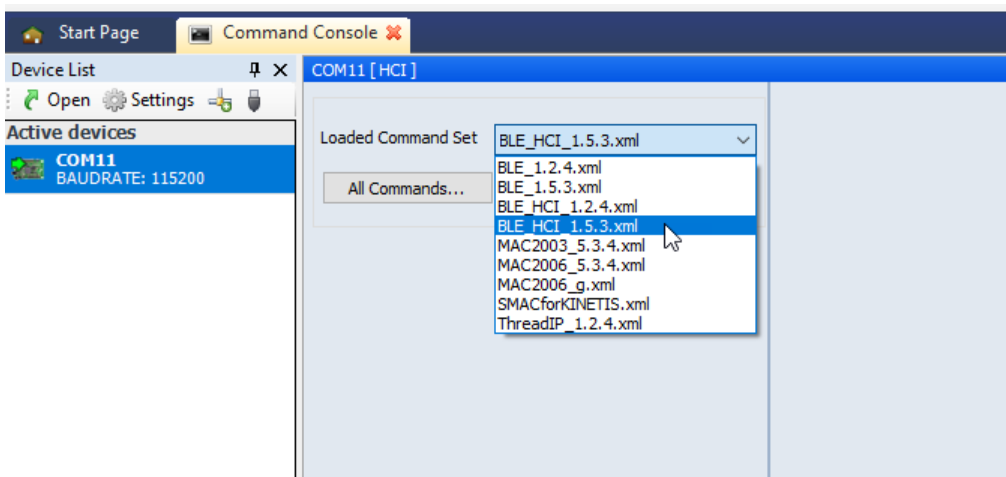 Start Page
Command Console
Device List
COM11 [ HCI ]
Open Settings
Active devices
COM11
BAUDRATE: 115200
Loaded Command Set
BLE_HCI_1.5.3.xml
All Commands...
BLE_1.2.4.xml
BLE_1.5.3.xml
BLE_HCI_1.2.4.xml
BLE_HCI_1.5.3.xml
MAC2003_5.3.4.xml
MAC2006_5.3.4.xml
MAC2006_g.xml
SMACforKINETIS.xml
ThreadIP_1.2.4.xml